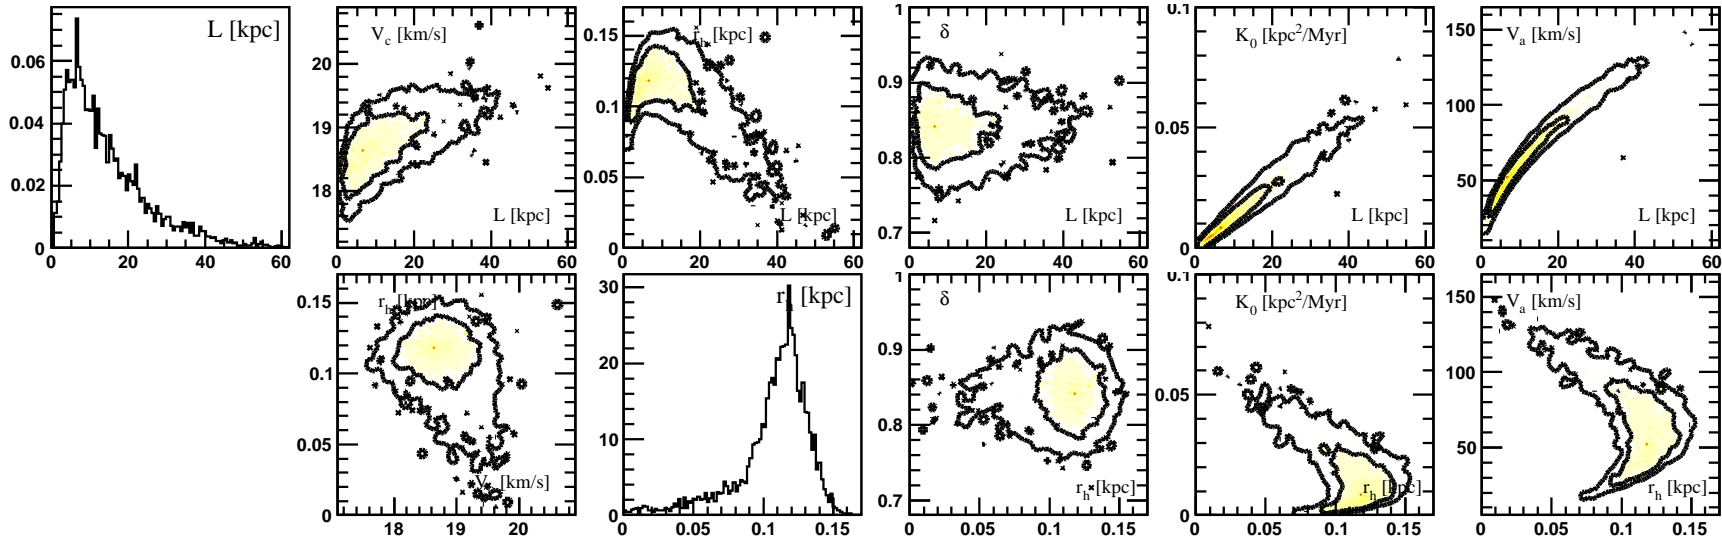 L [kpc]
0.06
0.04
0.02
0
0 20 40 60
V_c [km/s]
20
19
18
L [kpc]
0 20 40 60
r_h [kpc]
0.15
0.1
0.05
0
L [kpc]
0 20 40 60
δ
1
0.9
0.8
0.7
L [kpc]
0 20 40 60
K_0 [kpc²/Myr]
0.1
0.05
0
L [kpc]
0 20 40 60
V_a [km/s]
150
100
50
L [kpc]
0 20 40 60
r_h [kpc]
0.15
0.1
0.05
0
V [km/s]
18 19 20
[kpc]
30
20
10
0
0 0.05 0.1 0.15
δ
1
0.9
0.8
0.7
r_h [kpc]
0 0.05 0.1 0.15
K_0 [kpc²/Myr]
0.1
0.05
0
r_h [kpc]
0 0.05 0.1 0.15
V_a [km/s]
150
100
50
r_h [kpc]
0 0.05 0.1 0.15